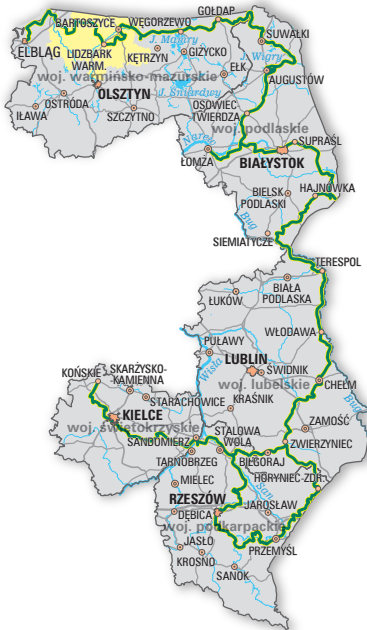 GOŁDAP
BARTOSZYCE
WĘGORZEWO
SUWAŁKI
ELBLĄG
LIDZBARK
WARM.
J. Mamry
GIŻYCKO
J. Wigry
KĘTRZYN
EŁK
woj. warmińsko-mazurskie
AUGUSTÓW
OLSZTYN
J. Śniardwy
OSTRÓDA
OSOWIEC
TWIERDZA
IŁAWA
SZCZYTNO
woj. podlaskie
Narew
SUPRAŚL
ŁOMŻA
BIAŁYSTOK
HAJNÓWKA
BIELSK
PODLASKI
Bug
SIEMIATYCZE
TERESPOL
BIAŁA
PODLASKA
ŁUKÓW
WŁODAWA
PUŁAWY
LUBLIN
Wisła
ŚWIDNIK
KOŃSKIE
SKARŻYSKO-
KAMIENNA
woj. lubelskie
CHEŁM
Bug
STARACHOWICE
KRAŚNIK
KIELCE
ZAMOŚĆ
woj. świętokrzyskie
STALOWA
WOLA
SANDOMIERZ
ZWIERZYNIEC
TARNOBRZEG
BIŁGORAJ
MIELEC
HORYNIEC-ZDR.
San
RZESZÓW
JAROSŁAW
DĘBICA
woj. podkarpackie
JASŁO
PRZEMYŚL
KROSNO
SANOK